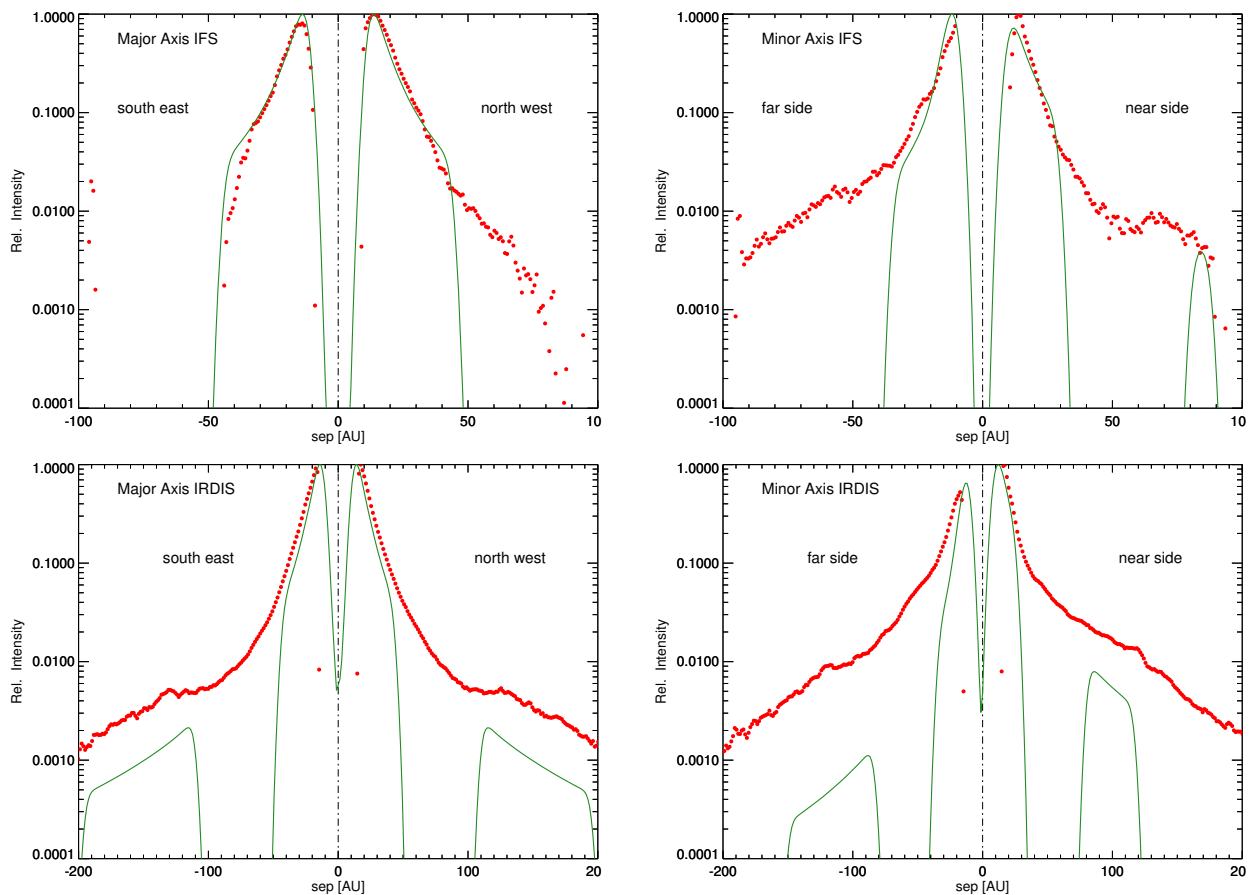 Major Axis IFS
south east
north west
Rel. Intensity
1.0000
0.1000
0.0100
0.0010
0.0001
-100
-50
0
50
10
sep [AU]
Minor Axis IFS
far side
near side
Rel. Intensity
1.0000
0.1000
0.0100
0.0010
0.0001
-100
-50
0
50
10
sep [AU]
Major Axis IRDIS
south east
north west
Rel. Intensity
1.0000
0.1000
0.0100
0.0010
0.0001
-200
-100
0
100
20
sep [AU]
Minor Axis IRDIS
far side
near side
Rel. Intensity
1.0000
0.1000
0.0100
0.0010
0.0001
-200
-100
0
100
20
sep [AU]